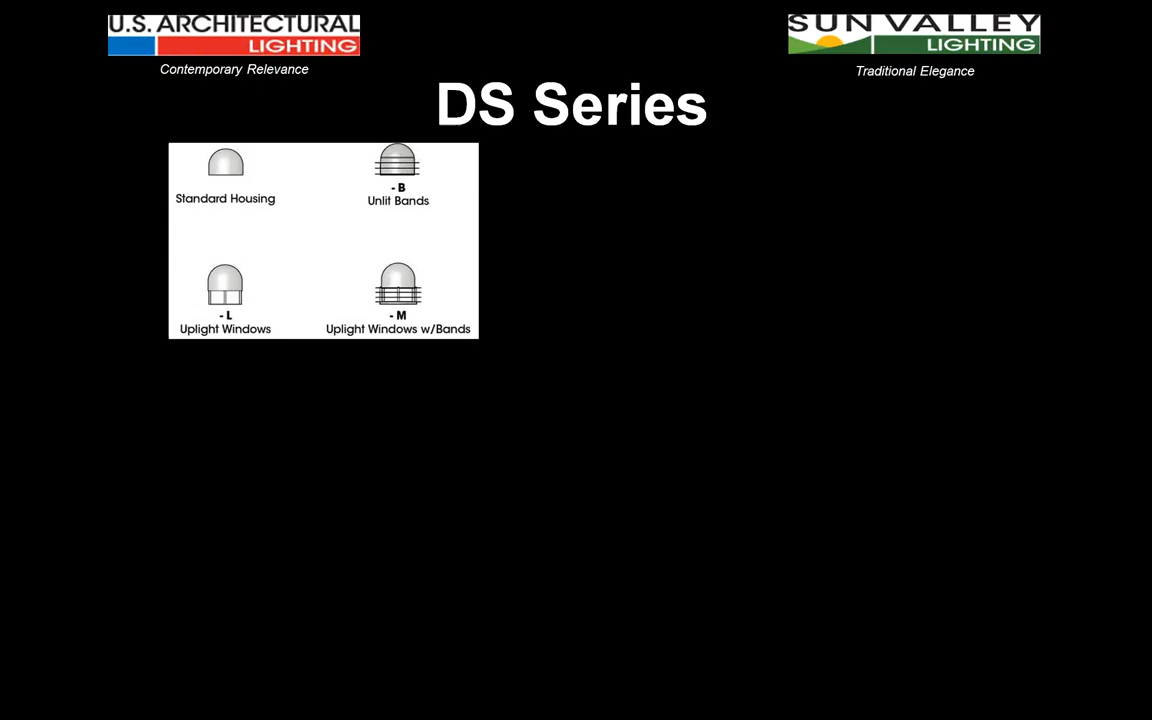 U.S. ARCHITECTURAL
LIGHTING
Contemporary Relevance
SUN VALLEY
LIGHTING
Traditional Elegance
DS Series
Standard Housing
- B
Unlit Bands
- L
Uplight Windows
- M
Uplight Windows w/Bands